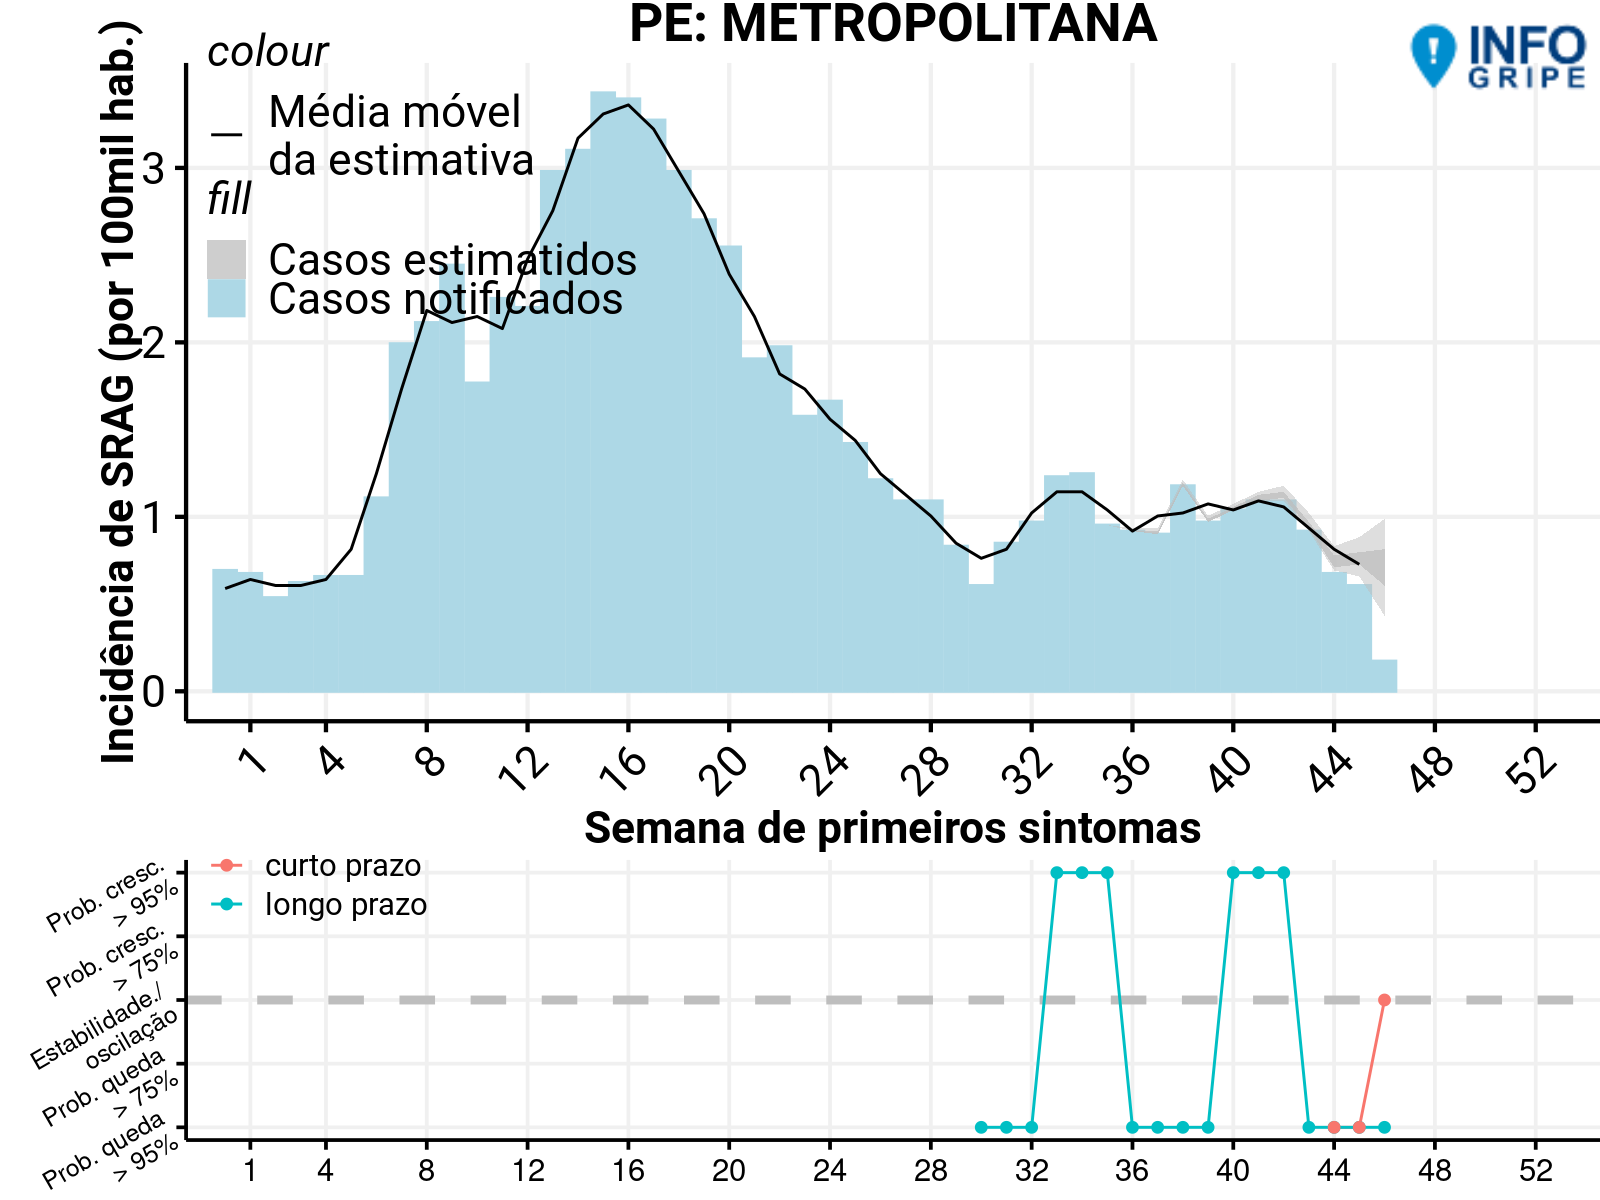 PE: METROPOLITANA
INFO
GRIPE
Incidência de SRAG (por 100mil hab.)
colour
Média móvel
da estimativa
fill
Casos estimatidos
Casos notificados
3
2
1
0
1 4 8 12 16 20 24 28 32 36 40 44 48 52
Semana de primeiros sintomas
curto prazo
longo prazo
Prob. cresc.
> 95%
Prob. cresc.
> 75%
Estabilidade./
oscilação
Prob. queda
> 75%
Prob. queda
> 95%
1 4 8 12 16 20 24 28 32 36 40 44 48 52